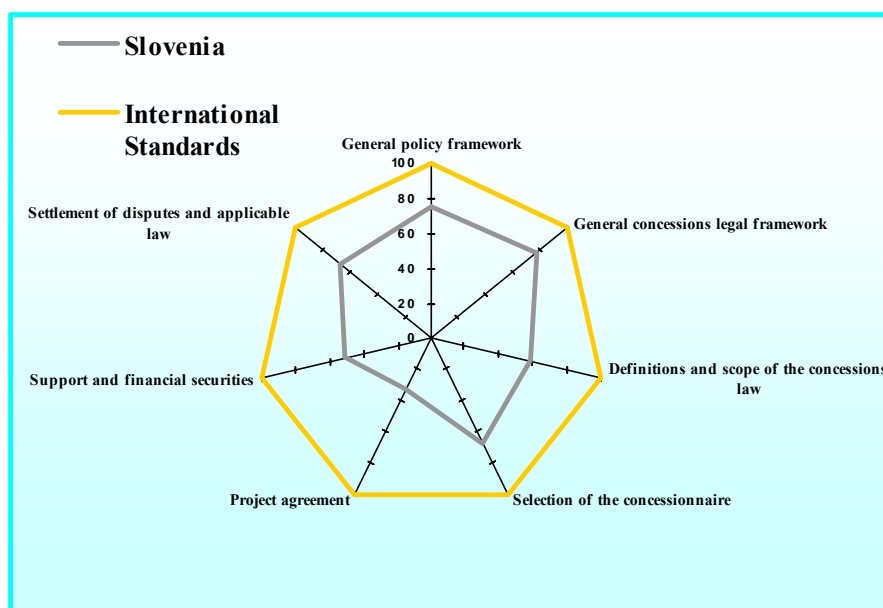 Slovenia
International
Standards
General policy framework
100
80
60
40
20
0
Settlement of disputes and applicable
law
General concessions legal framework
Support and financial securities
Definitions and scope of the concessions
law
Project agreement
Selection of the concessionnaire